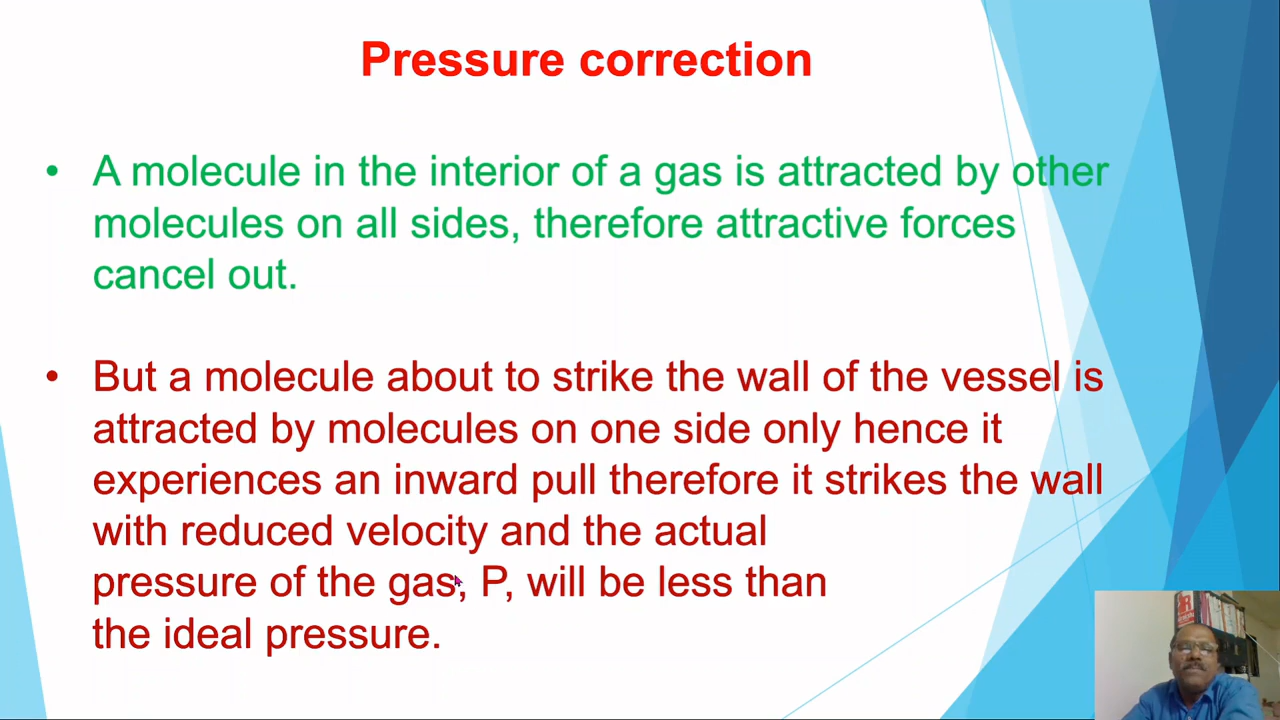 Pressure correction
• A molecule in the interior of a gas is attracted by other
molecules on all sides, therefore attractive forces
cancel out.
• But a molecule about to strike the wall of the vessel is
attracted by molecules on one side only hence it
experiences an inward pull therefore it strikes the wall
with reduced velocity and the actual
pressure of the gas, P, will be less than
the ideal pressure.